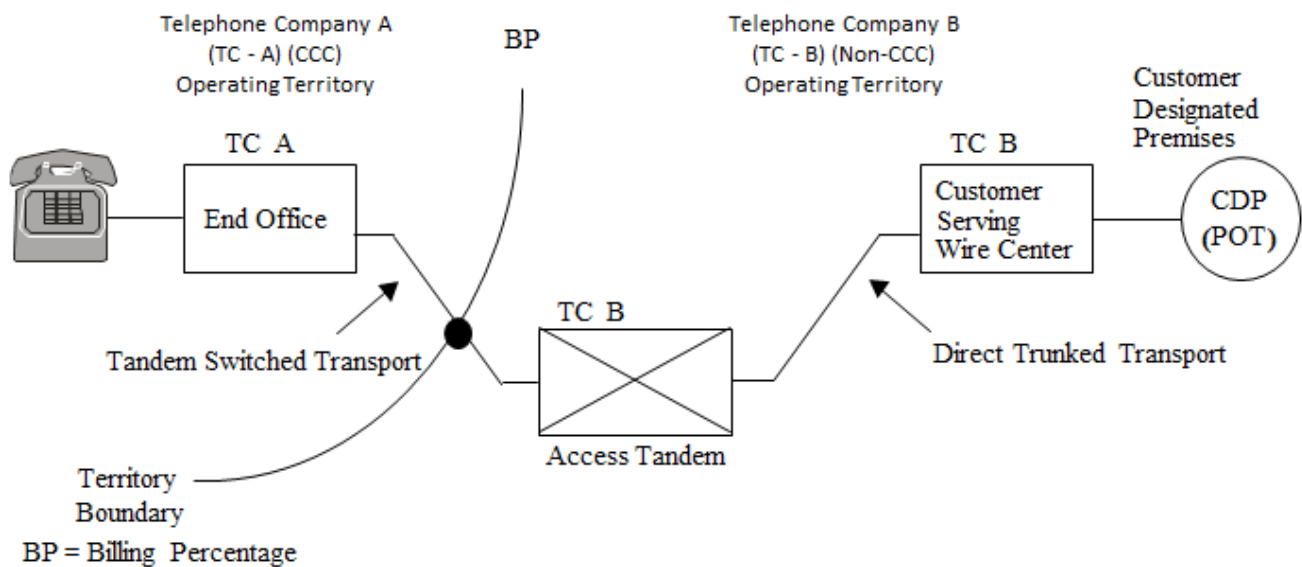 Telephone Company A
(TC - A) (CCC)
Operating Territory
BP
Telephone Company B
(TC - B) (Non-CCC)
Operating Territory
Customer
Designated
Premises
TC A
End Office
TC B
Customer
Serving
Wire Center
CDP
(POT)
Tandem Switched Transport
TC B
Access Tandem
Direct Trunked Transport
Territory
Boundary
BP = Billing Percentage